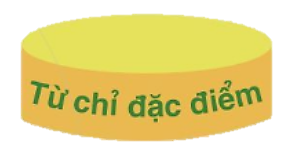 Từ chỉ đặc điểm